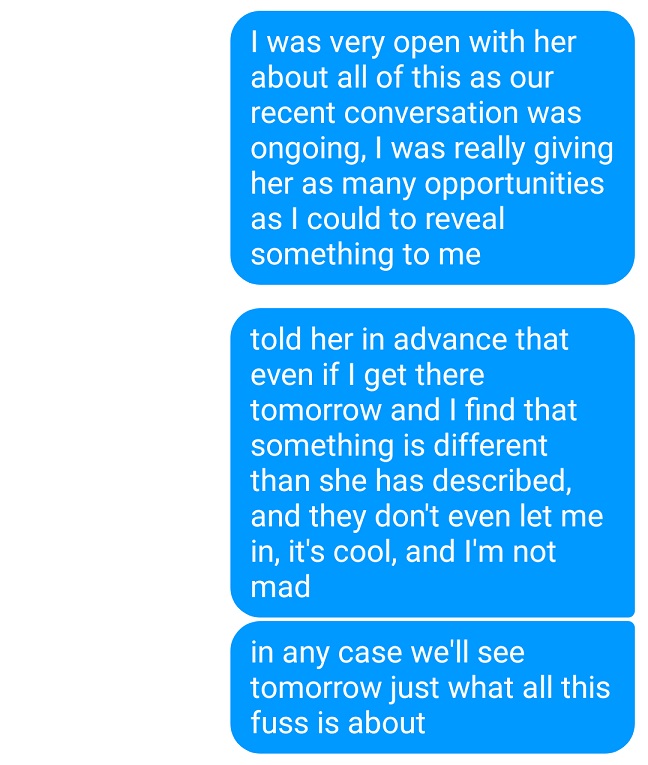 I was very open with her
about all of this as our
recent conversation was
ongoing, I was really giving
her as many opportunities
as I could to reveal
something to me
told her in advance that
even if I get there
tomorrow and I find that
something is different
than she has described,
and they don't even let me
in, it's cool, and I'm not
mad
in any case we'll see
tomorrow just what all this
fuss is about